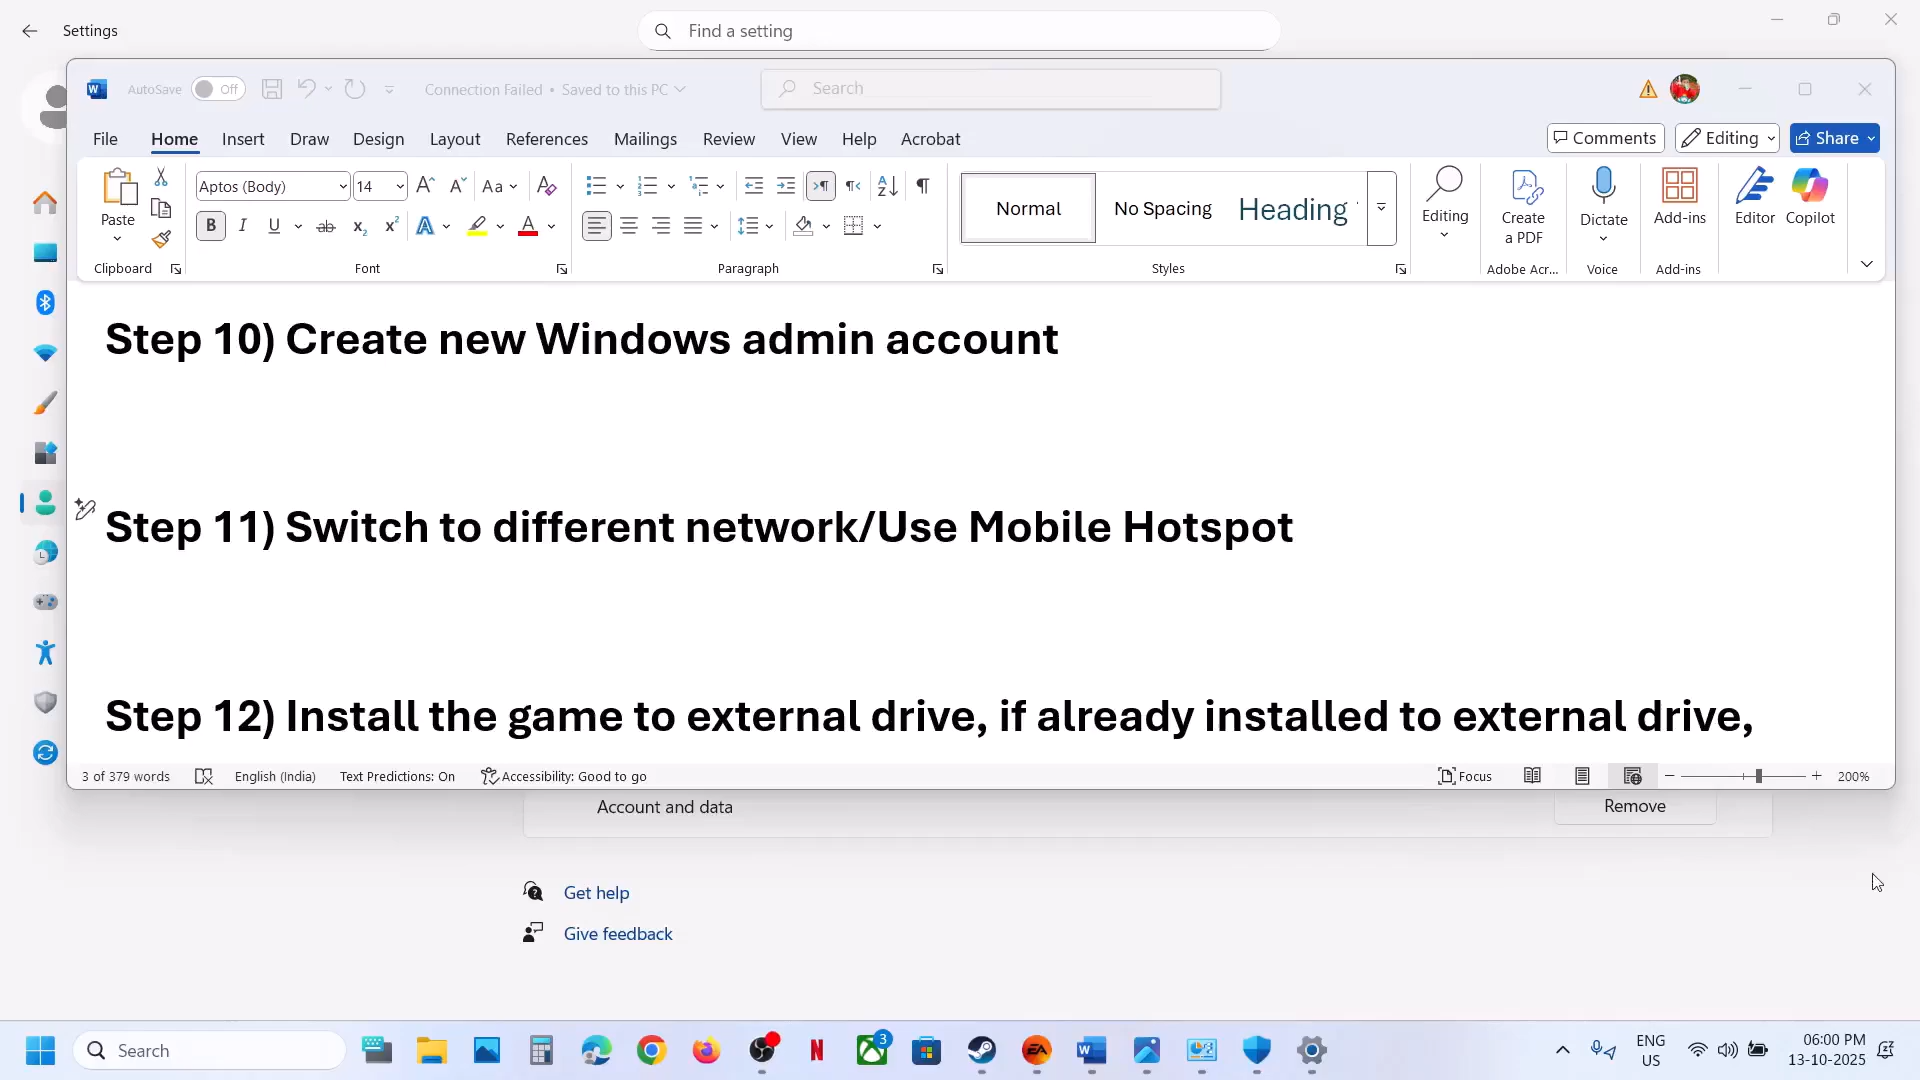 Settings
Find a setting
W
AutoSave Off
Connection Failed • Saved to this PC
Search
File Home Insert Draw Design Layout References Mailings Review View Help Acrobat
Comments Editing Share
Paste
Aptos (Body) 14
Normal
No Spacing
Heading
Editing
Create
a PDF
Dictate
Add-ins
Editor
Copilot
Clipboard
Font
Paragraph
Styles
Adobe Acr...
Voice
Add-ins
Step 10) Create new Windows admin account
Step 11) Switch to different network/Use Mobile Hotspot
Step 12) Install the game to external drive, if already installed to external drive,
3 of 379 words
English (India)
Text Predictions: On
Accessibility: Good to go
Focus
200%
Account and data
Remove
Get help
Give feedback
Search
3
ENG
US
06:00 PM
13-10-2025